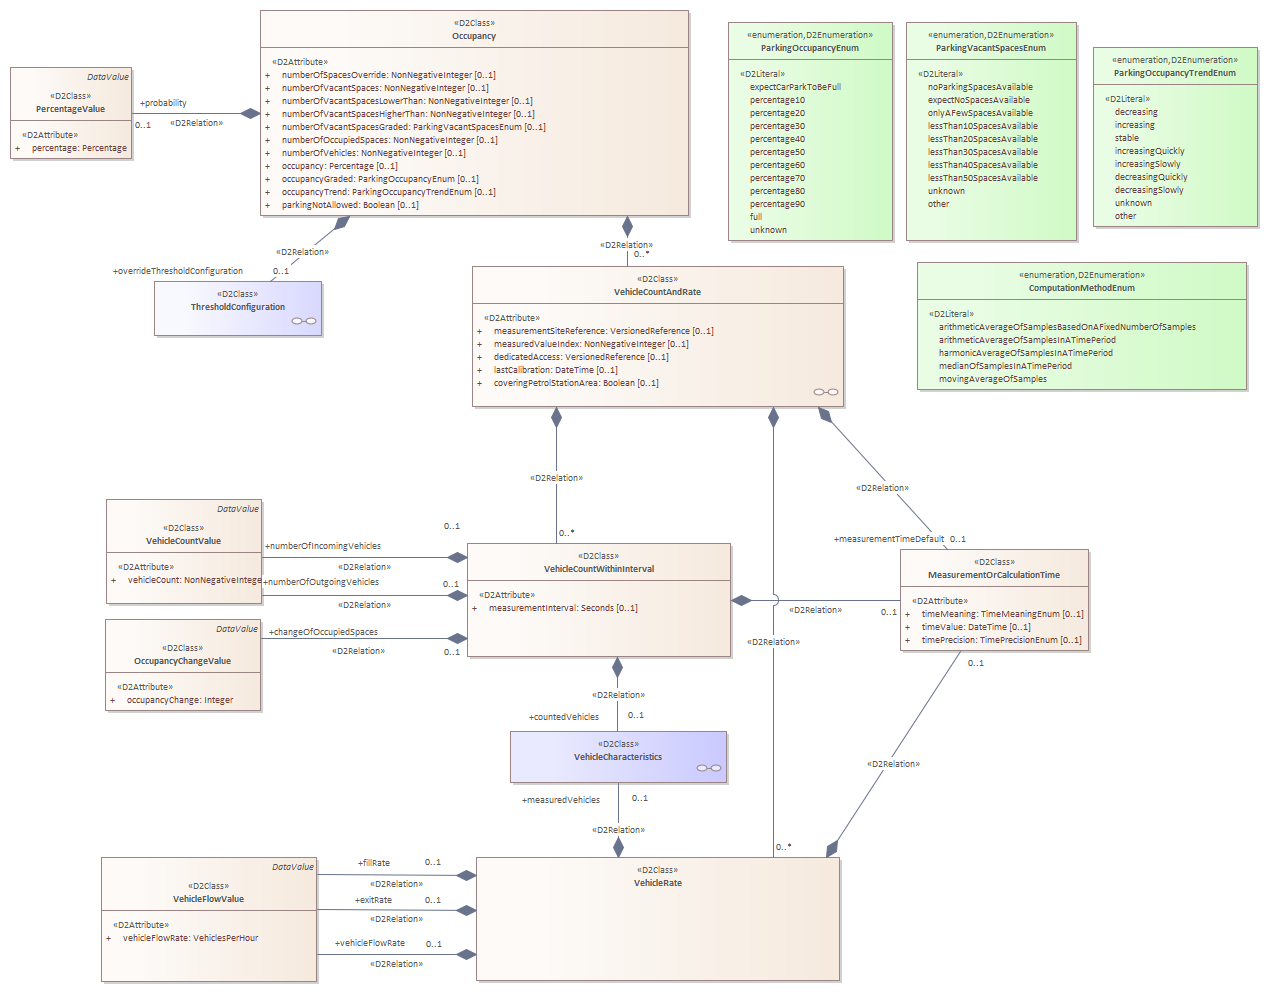 «D2Class»
Occupancy
«D2Attribute»
+ numberOfSpacesOverride: NonNegativeInteger [0..1]
+ numberOfVacantSpaces: NonNegativeInteger [0..1]
+ numberOfVacantSpacesLowerThan: NonNegativeInteger [0..1]
+ numberOfVacantSpacesHigherThan: NonNegativeInteger [0..1]
+ numberOfVacantSpacesGraded: ParkingVacantSpacesEnum [0..1]
+ numberOfOccupiedSpaces: NonNegativeInteger [0..1]
+ numberOfVehicles: NonNegativeInteger [0..1]
+ occupancy: Percentage [0..1]
+ occupancyGraded: ParkingOccupancyEnum [0..1]
+ occupancyTrend: ParkingOccupancyTrendEnum [0..1]
+ parkingNotAllowed: Boolean [0..1]
DataValue
«D2Class»
PercentageValue
«D2Attribute»
+ percentage: Percentage
+probability
0..1
«D2Relation»
«enumeration,D2Enumeration»
ParkingOccupancyEnum
«D2Literal»
expectCarParkToBeFull
percentage10
percentage20
percentage30
percentage40
percentage50
percentage60
percentage70
percentage80
percentage90
full
unknown
«enumeration,D2Enumeration»
ParkingVacantSpacesEnum
«D2Literal»
noParkingSpacesAvailable
expectNoSpacesAvailable
onlyAFewSpacesAvailable
lessThan10SpacesAvailable
lessThan20SpacesAvailable
lessThan30SpacesAvailable
lessThan40SpacesAvailable
lessThan50SpacesAvailable
unknown
other
«enumeration,D2Enumeration»
ParkingOccupancyTrendEnum
«D2Literal»
decreasing
increasing
stable
increasingQuickly
increasingSlowly
decreasingQuickly
decreasingSlowly
unknown
other
«D2Relation»
+overrideThresholdConfiguration
0..1
«D2Class»
ThresholdConfiguration
«D2Relation»
0..*
«D2Class»
VehicleCountAndRate
«D2Attribute»
+ measurementSiteReference: VersionedReference [0..1]
+ measuredValueIndex: NonNegativeInteger [0..1]
+ dedicatedAccess: VersionedReference [0..1]
+ lastCalibration: DateTime [0..1]
+ coveringPetrolStationArea: Boolean [0..1]
«enumeration,D2Enumeration»
ComputationMethodEnum
«D2Literal»
arithmeticAverageOfSamplesBasedOnAFixedNumberOfSamples
arithmeticAverageOfSamplesInATimePeriod
harmonicAverageOfSamplesInATimePeriod
medianOfSamplesInATimePeriod
movingAverageOfSamples
«D2Relation»
0..*
«D2Relation»
+measurementTimeDefault 0..1
DataValue
«D2Class»
VehicleCountValue
«D2Attribute»
+ vehicleCount: NonNegativeIntege
0..1
+numberOfIncomingVehicles
«D2Relation»
+numberOfOutgoingVehicles
0..1
«D2Relation»
DataValue
«D2Class»
OccupancyChangeValue
«D2Attribute»
+ occupancyChange: Integer
+changeOfOccupiedSpaces
«D2Relation»
0..1
«D2Class»
VehicleCountWithinInterval
«D2Attribute»
+ measurementInterval: Seconds [0..1]
«D2Relation»
0..1
«D2Class»
MeasurementOrCalculationTime
«D2Attribute»
+ timeMeaning: TimeMeaningEnum [0..1]
+ timeValue: DateTime [0..1]
+ timePrecision: TimePrecisionEnum [0..1]
0..1
«D2Relation»
«D2Relation»
+countedVehicles
0..1
«D2Class»
VehicleCharacteristics
+measuredVehicles
0..1
«D2Relation»
«D2Relation»
0..*
«D2Class»
VehicleRate
DataValue
«D2Class»
VehicleFlowValue
«D2Attribute»
+ vehicleFlowRate: VehiclesPerHour
+fillRate
0..1
«D2Relation»
+exitRate
0..1
«D2Relation»
+vehicleFlowRate
0..1
«D2Relation»